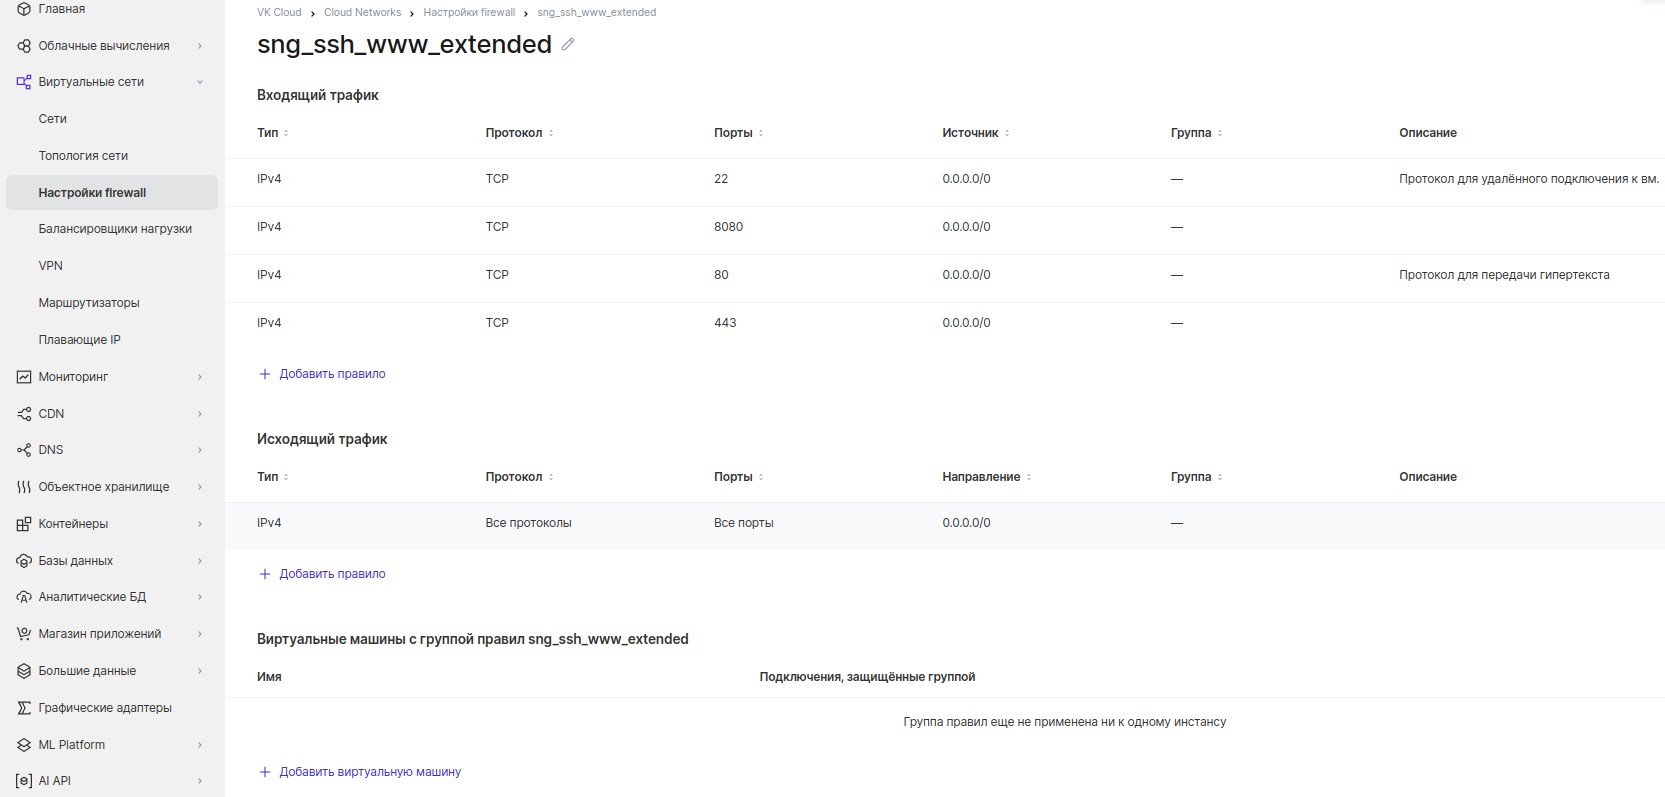 Главная
Облачные вычисления
Виртуальные сети
Сети
Топология сети
Настройки firewall
Балансировщики нагрузки
VPN
Маршрутизаторы
Плавающие IP
Мониторинг
CDN
DNS
Объектное хранилище
Контейнеры
Базы данных
Аналитические БД
Магазин приложений
Большие данные
Графические адаптеры
ML Platform
AI API
VK Cloud › Cloud Networks › Настройки firewall › sng_ssh_www_extended
sng_ssh_www_extended
Входящий трафик
Тип Протокол Порты Источник Группа Описание
IPv4 TCP 22 0.0.0.0/0 — Протокол для удалённого подключения к вм.
IPv4 TCP 8080 0.0.0.0/0 —
IPv4 TCP 80 0.0.0.0/0 — Протокол для передачи гипертекста
IPv4 TCP 443 0.0.0.0/0 —
+ Добавить правило
Исходящий трафик
Тип Протокол Порты Направление Группа Описание
IPv4 Все протоколы Все порты 0.0.0.0/0 —
+ Добавить правило
Виртуальные машины с группой правил sng_ssh_www_extended
Имя Подключения, защищённые группой
Группа правил еще не применена ни к одному инстансу
+ Добавить виртуальную машину